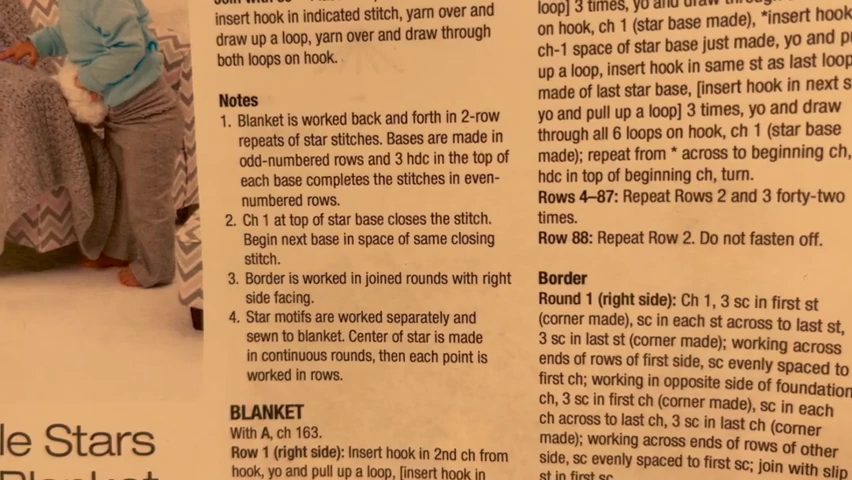 insert hook in indicated stitch, yarn over and
draw up a loop, yarn over and draw through
both loops on hook.
Notes
1. Blanket is worked back and forth in 2-row
repeats of star stitches. Bases are made in
odd-numbered rows and 3 hdc in the top of
each base completes the stitches in even-
numbered rows.
2. Ch 1 at top of star base closes the stitch.
Begin next base in space of same closing
stitch.
3. Border is worked in joined rounds with right
side facing.
4. Star motifs are worked separately and
sewn to blanket. Center of star is made
in continuous rounds, then each point is
worked in rows.
BLANKET
With A, ch 163.
Row 1 (right side): Insert hook in 2nd ch from
hook, yo and pull up a loop, [insert hook in
loop] 3 times, yo and draw through
on hook, ch 1 (star base made), *insert hook
ch-1 space of star base just made, yo and
up a loop, insert hook in same st as last loop
made of last star base, [insert hook in next
yo and pull up a loop] 3 times, yo and draw
through all 6 loops on hook, ch 1 (star base
made); repeat from * across to beginning ch,
hdc in top of beginning ch, turn.
Rows 4–87: Repeat Rows 2 and 3 forty-two
times.
Row 88: Repeat Row 2. Do not fasten off.
Border
Round 1 (right side): Ch 1, 3 sc in first st
(corner made), sc in each st across to last st,
3 sc in last st (corner made); working across
ends of rows of first side, sc evenly spaced to
first ch; working in opposite side of foundation
ch, 3 sc in first ch (corner made), sc in each
ch across to last ch, 3 sc in last ch (corner
made); working across ends of rows of other
side, sc evenly spaced to first sc; join with slip
st in first sc.
le Stars
Blanket